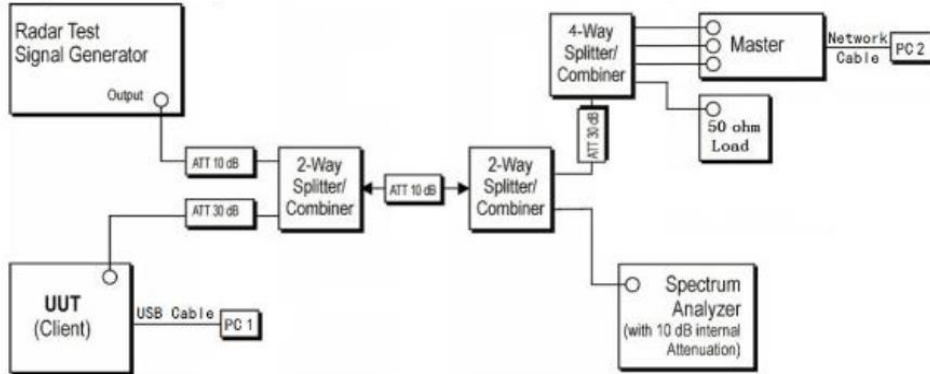 Radar Test
Signal Generator
Output
ATT 10 dB
ATT 30 dB
2-Way
Splitter/
Combiner
ATT 10 dB
2-Way
Splitter/
Combiner
4-Way
Splitter/
Combiner
ATT 30 dB
Master
Network
Cable
PC 2
50 ohm
Load
UUT
(Client)
USB Cable
PC 1
Spectrum
Analyzer
(with 10 dB internal
Attenuation)